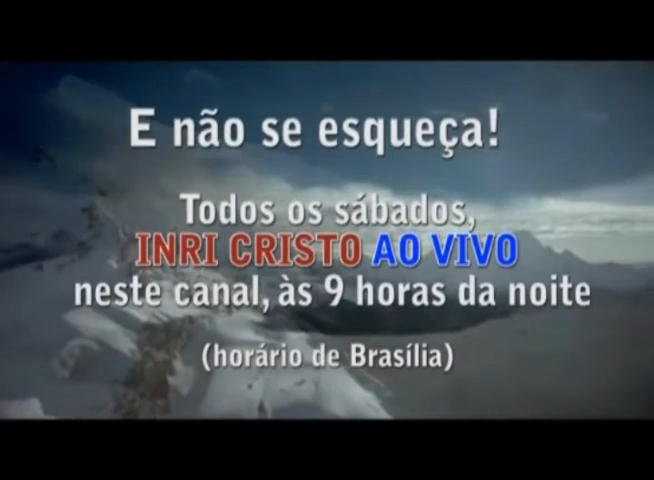 E não se esqueça!
Todos os sábados,
INRI CRISTO AO VIVO
neste canal, às 9 horas da noite
(horário de Brasília)